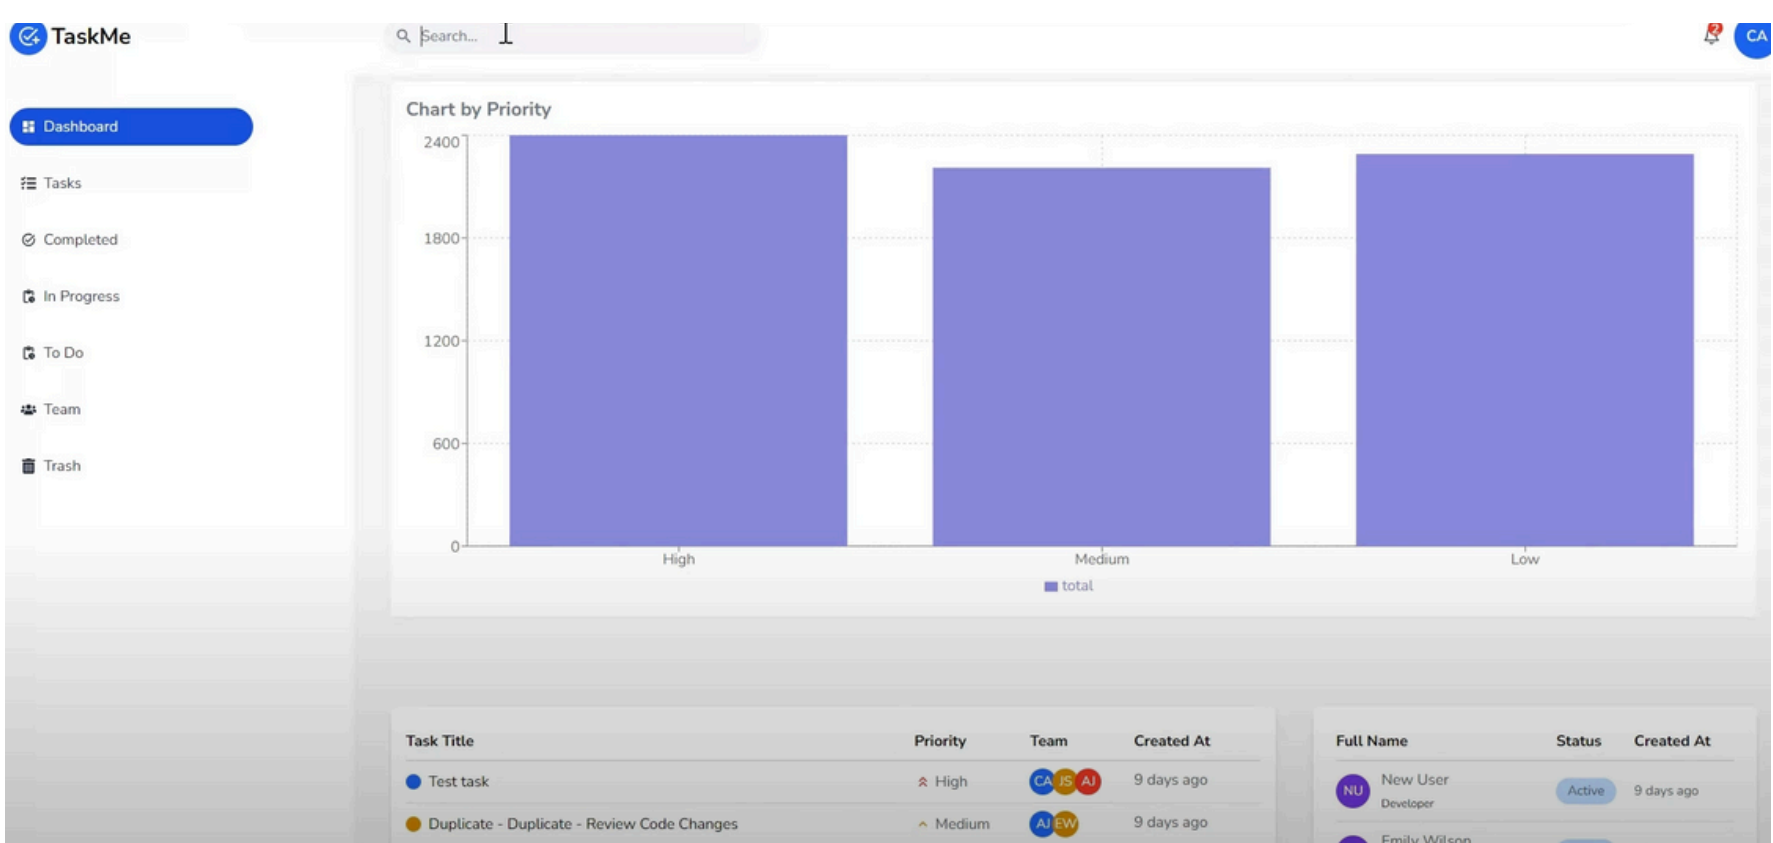 TaskMe
Search...
2
CA
Dashboard
Tasks
Completed
In Progress
To Do
Team
Trash
Chart by Priority
2400
1800
1200
600
0
High Medium Low
total
Task Title Priority Team Created At
Test task High CA JS AJ 9 days ago
Duplicate - Duplicate - Review Code Changes Medium AJ EW 9 days ago
Full Name Status Created At
NU New User Active 9 days ago
Developer
Emily Wilson